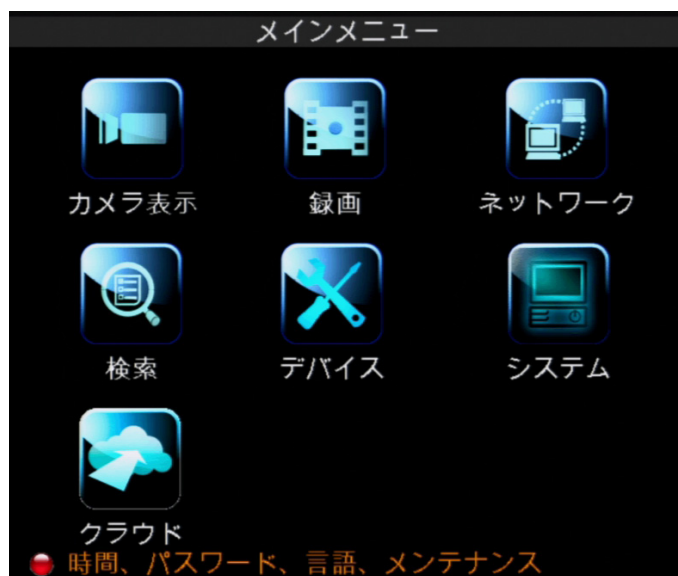 メインメニュー
カメラ表示 録画 ネットワーク
検索 デバイス システム
クラウド
時間、パスワード、言語、メンテナンス